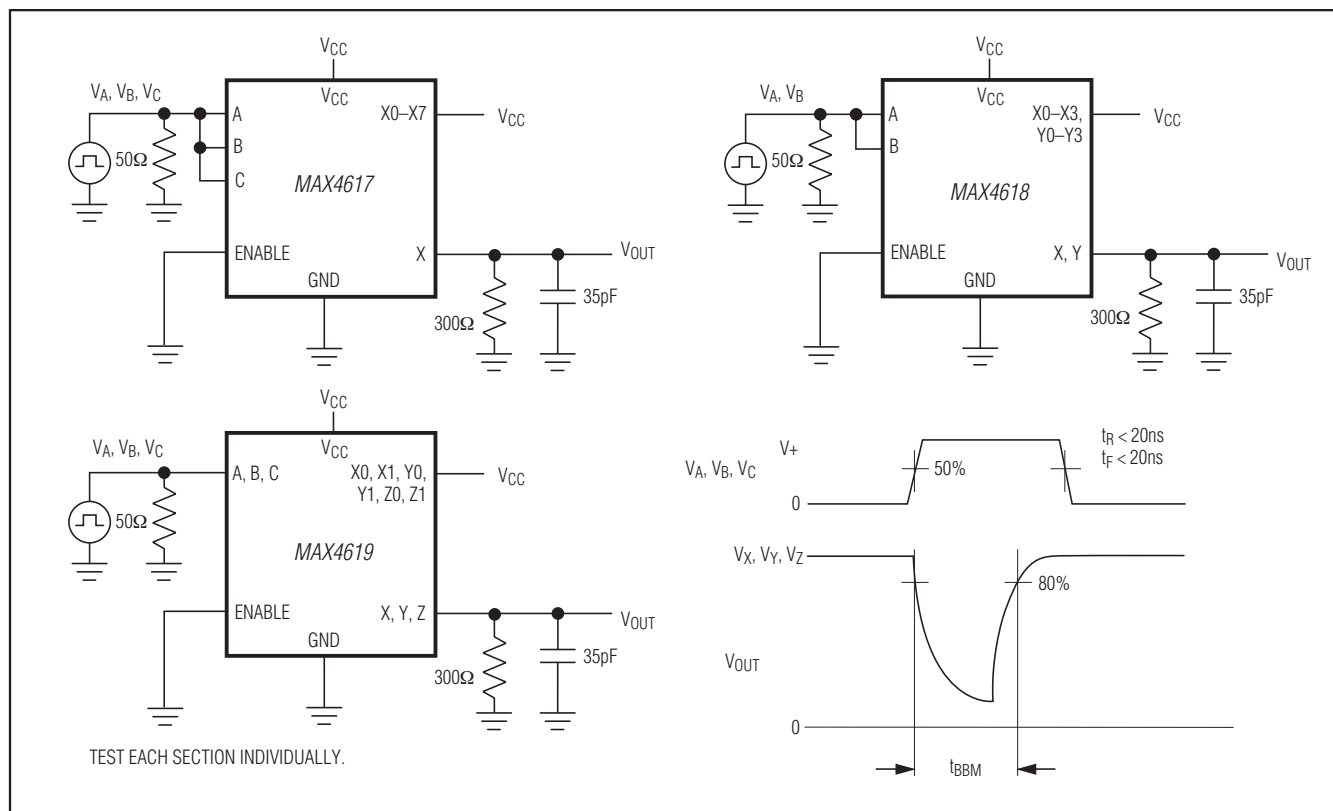 VCC
VA, VB, VC
VCC
A
X0–X7
VCC
50Ω
B
C
MAX4617
ENABLE
X
VOUT
GND
35pF
300Ω
VCC
VA, VB
VCC
A
X0–X3,
Y0–Y3
VCC
50Ω
B
MAX4618
ENABLE
X, Y
VOUT
GND
35pF
300Ω
VCC
VA, VB, VC
VCC
A, B, C
X0, X1, Y0,
Y1, Z0, Z1
VCC
50Ω
MAX4619
ENABLE
X, Y, Z
VOUT
GND
35pF
300Ω
TEST EACH SECTION INDIVIDUALLY.
V+
tR < 20ns
tF < 20ns
VA, VB, VC
50%
0
VX, VY, VZ
80%
VOUT
0
tBBM